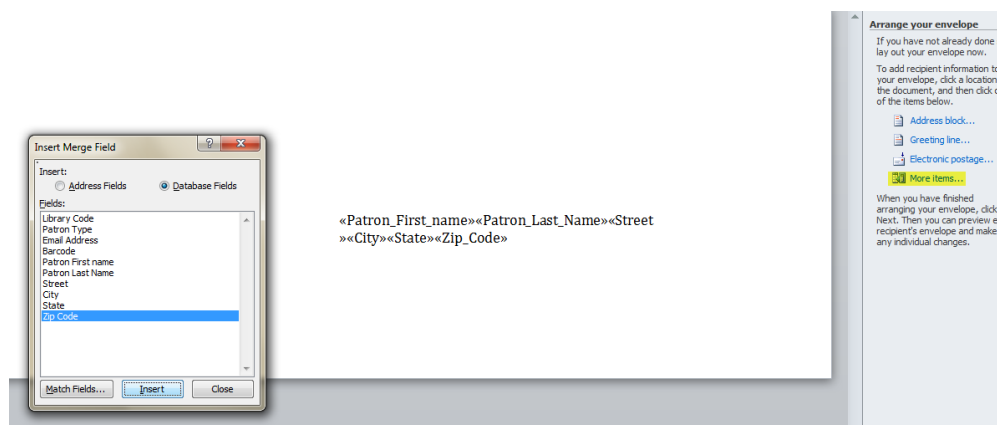 Insert Merge Field
Insert:
Address Fields Database Fields
Fields:
Library Code
Patron Type
Email Address
Barcode
Patron First name
Patron Last Name
Street
City
State
Zip Code
Match Fields... Insert Close
«Patron_First_name»«Patron_Last_Name»«Street
»«City»«State»«Zip_Code»
Arrange your envelope
If you have not already done
lay out your envelope now.
To add recipient information to
your envelope, click a location
the document, and then click
of the items below.
Address block...
Greeting line...
Electronic postage...
More items...
When you have finished
arranging your envelope, click
Next. Then you can preview
recipient's envelope and make
any individual changes.